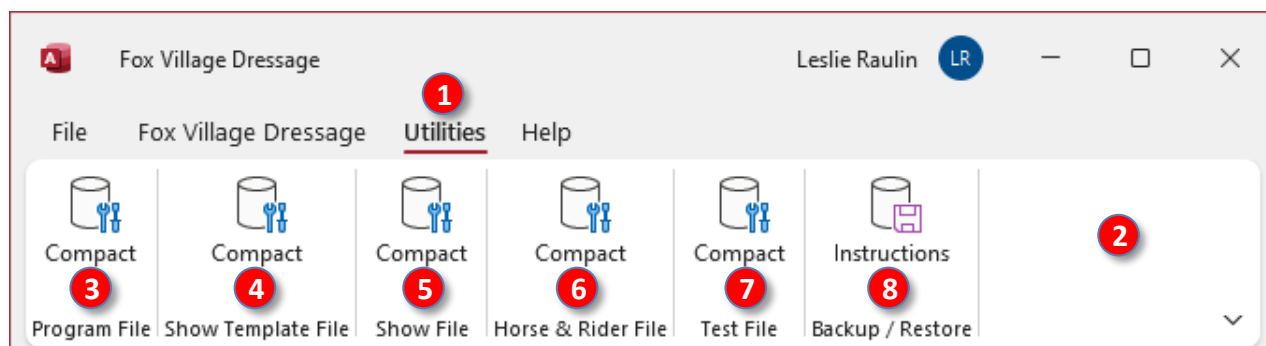 A Fox Village Dressage Leslie Raulin LR
1
File Fox Village Dressage Utilities Help
Compact Compact Compact Compact Compact Instructions
2
3 4 5 6 7 8
Program File Show Template File Show File Horse & Rider File Test File Backup / Restore